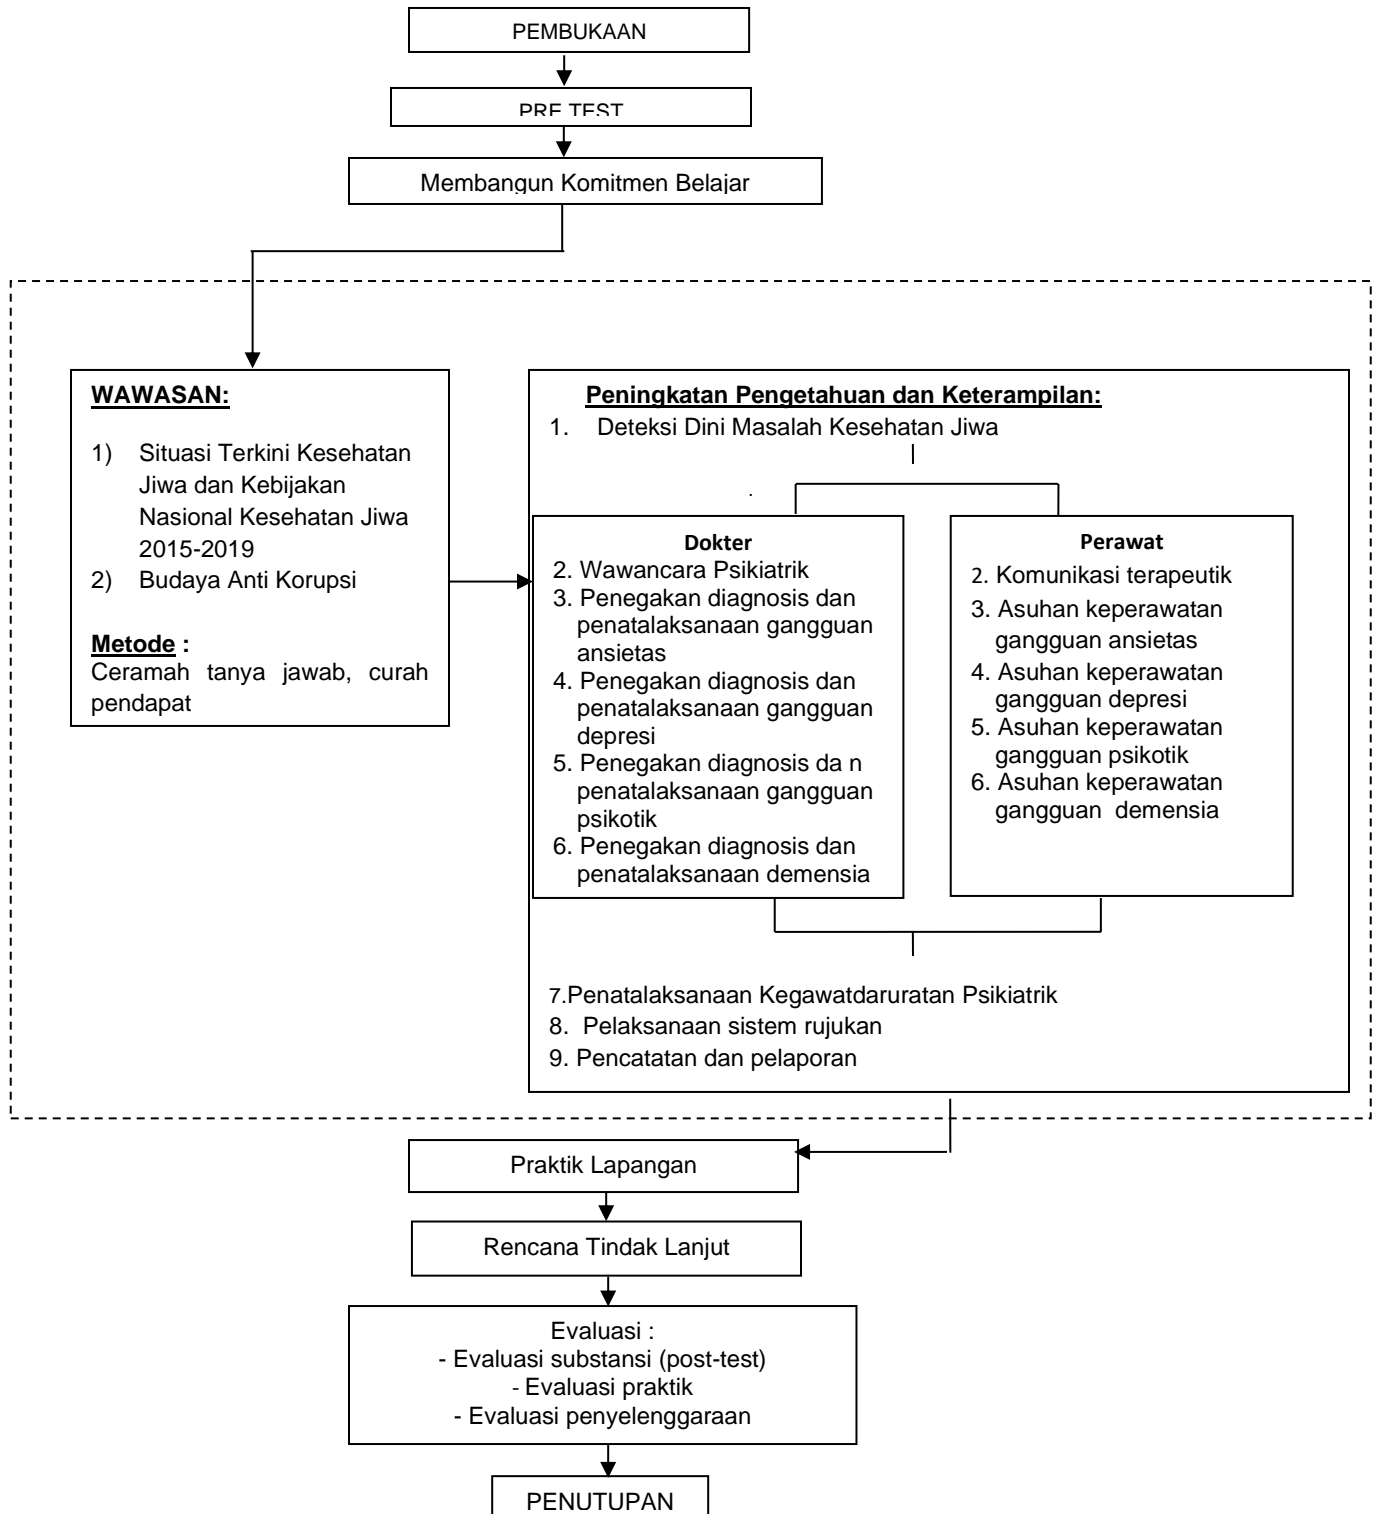 PEMBUKAAN
PRE TEST
Membangun Komitmen Belajar
WAWASAN:
1) Situasi Terkini Kesehatan
Jiwa dan Kebijakan
Nasional Kesehatan Jiwa
2015-2019
2) Budaya Anti Korupsi
Metode :
Ceramah tanya jawab, curah
pendapat
Peningkatan Pengetahuan dan Keterampilan:
1. Deteksi Dini Masalah Kesehatan Jiwa
.
Dokter
2. Wawancara Psikiatrik
3. Penegakan diagnosis dan
penatalaksanaan gangguan
ansietas
4. Penegakan diagnosis dan
penatalaksanaan gangguan
depresi
5. Penegakan diagnosis da n
penatalaksanaan gangguan
psikotik
6. Penegakan diagnosis dan
penatalaksanaan demensia
Perawat
2. Komunikasi terapeutik
3. Asuhan keperawatan
gangguan ansietas
4. Asuhan keperawatan
gangguan depresi
5. Asuhan keperawatan
gangguan psikotik
6. Asuhan keperawatan
gangguan demensia
7.Penatalaksanaan Kegawatdaruratan Psikiatrik
8. Pelaksanaan sistem rujukan
9. Pencatatan dan pelaporan
Praktik Lapangan
Rencana Tindak Lanjut
Evaluasi :
- Evaluasi substansi (post-test)
- Evaluasi praktik
- Evaluasi penyelenggaraan
PENUTUPAN